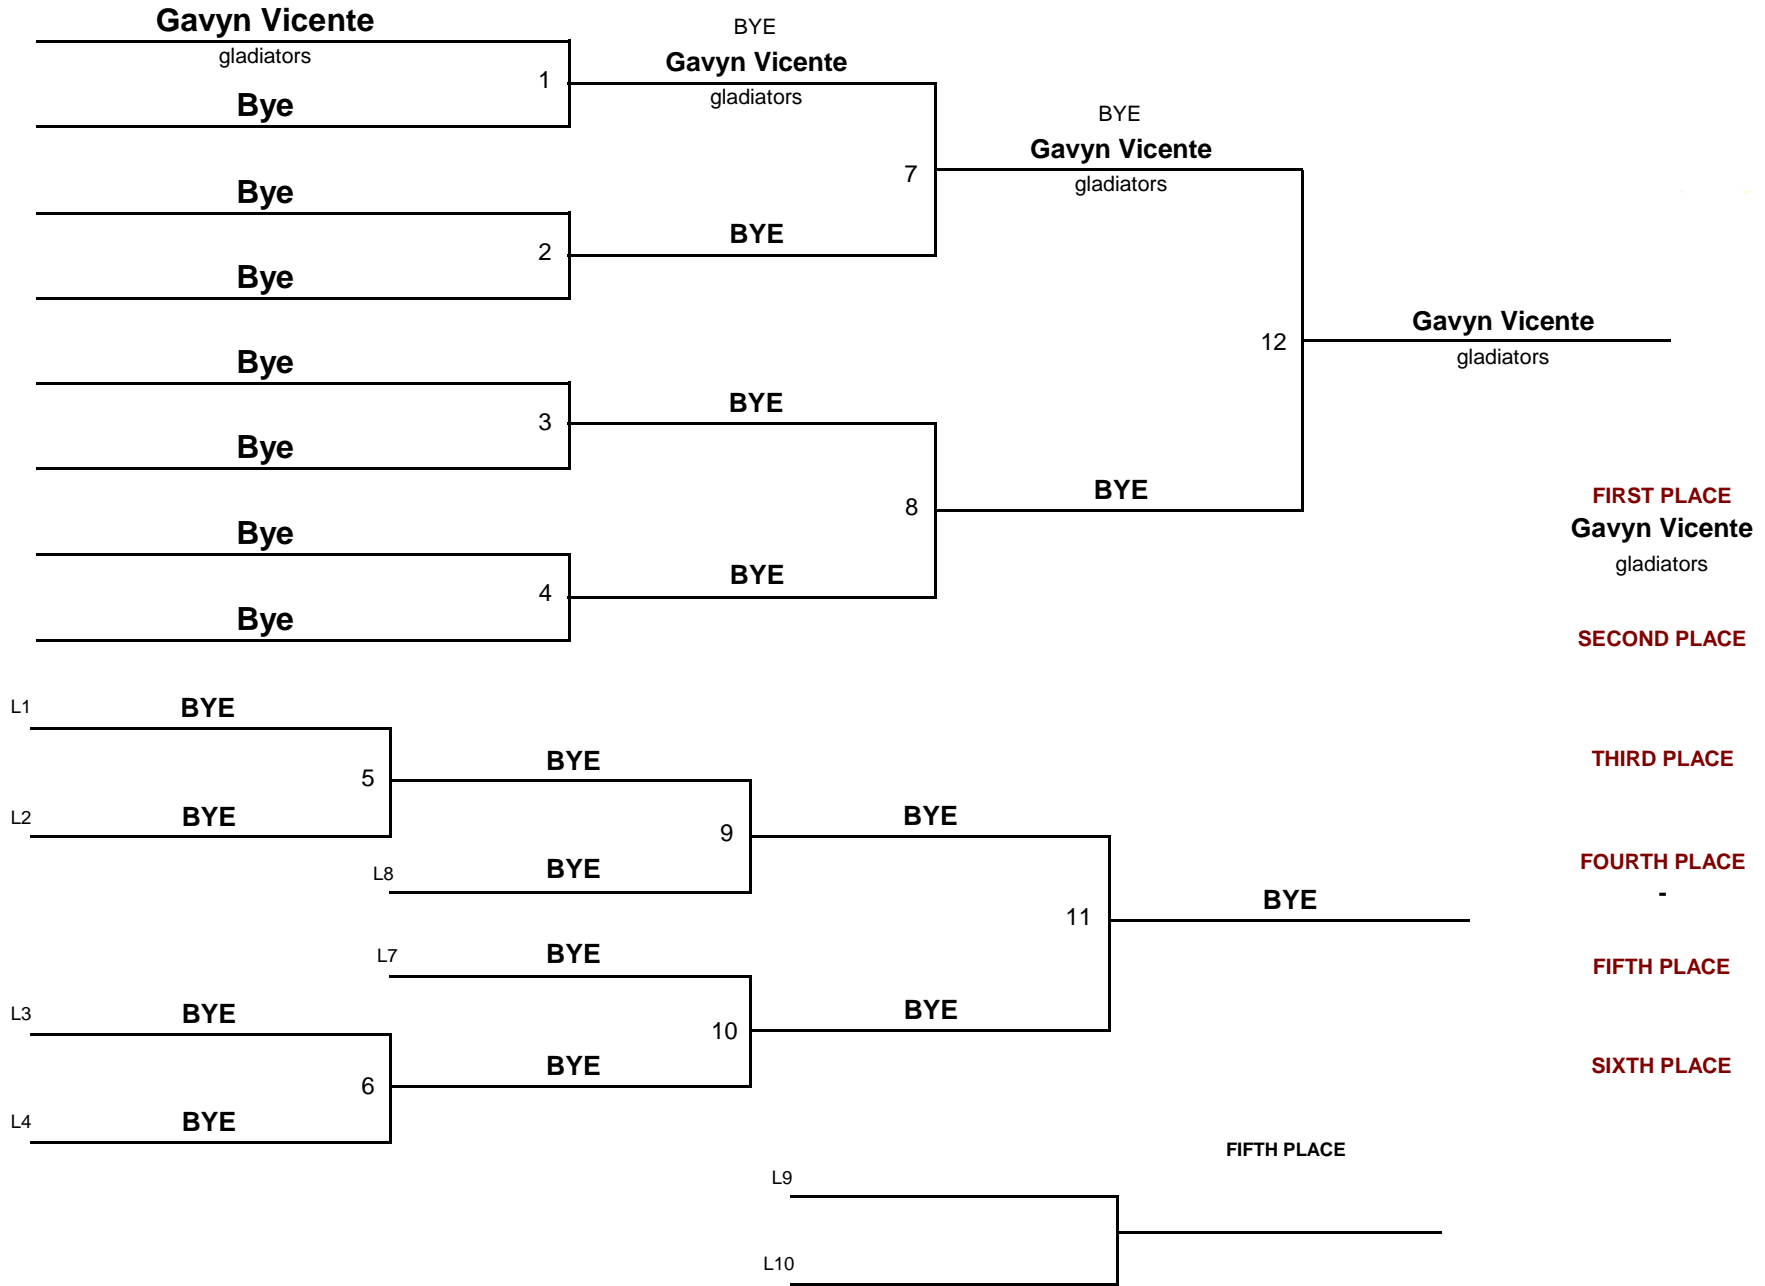 Gavyn Vicente
gladiators
1
Bye
Bye
2
Bye
Bye
3
Bye
Bye
4
Bye
BYE
Gavyn Vicente
gladiators
7
BYE
BYE
8
BYE
BYE
Gavyn Vicente
gladiators
12
BYE
Gavyn Vicente
gladiators
FIRST PLACE
Gavyn Vicente
gladiators
SECOND PLACE
THIRD PLACE
FOURTH PLACE
-
FIFTH PLACE
SIXTH PLACE
L1 BYE
5
L2 BYE
BYE
9
L8 BYE
L7 BYE
10
L3 BYE
6
L4 BYE
BYE
BYE
11
BYE
BYE
FIFTH PLACE
L9
L10